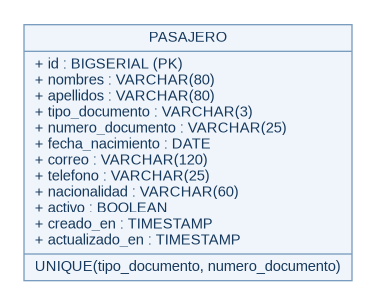 PASAJERO
+ id : BIGSERIAL (PK)
+ nombres : VARCHAR(80)
+ apellidos : VARCHAR(80)
+ tipo_documento : VARCHAR(3)
+ numero_documento : VARCHAR(25)
+ fecha_nacimiento : DATE
+ correo : VARCHAR(120)
+ telefono : VARCHAR(25)
+ nacionalidad : VARCHAR(60)
+ activo : BOOLEAN
+ creado_en : TIMESTAMP
+ actualizado_en : TIMESTAMP
UNIQUE(tipo_documento, numero_documento)